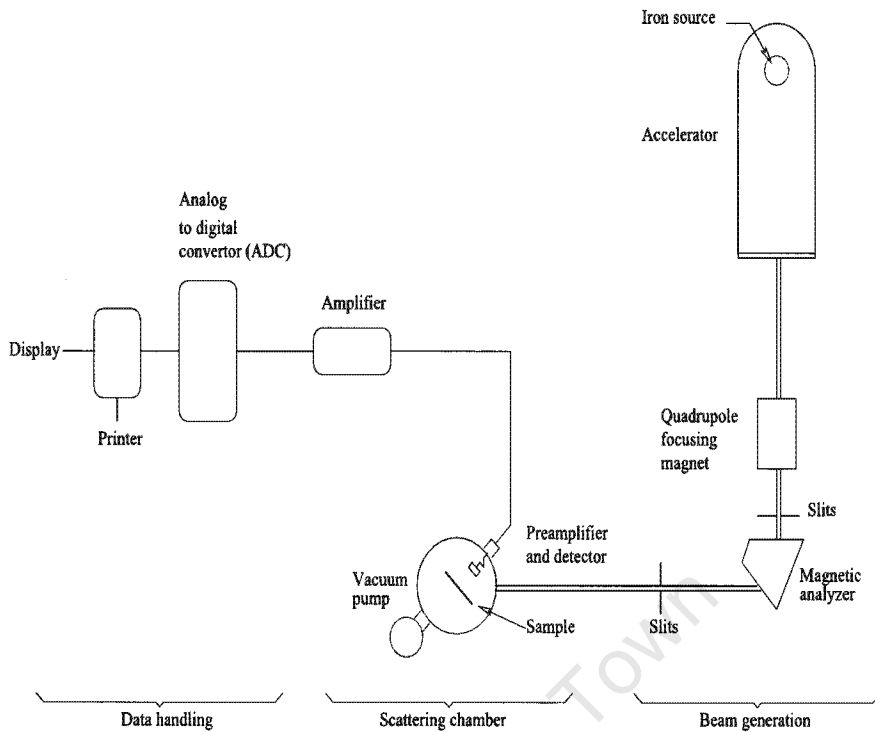 Iron source
Accelerator
Analog
to digital
convertor (ADC)
Amplifier
Display
Printer
Quadrupole
focusing
magnet
Slits
Preamplifier
and detector
Magnetic
analyzer
Vacuum
pump
Sample
Slits
Town
Data handling
Scattering chamber
Beam generation